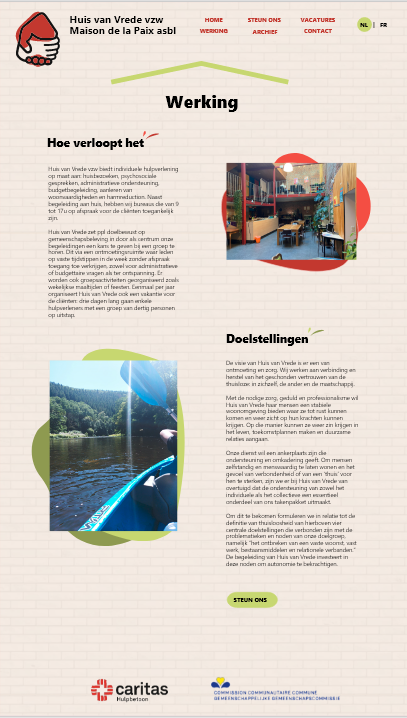 Huis van Vrede vzw
Maison de la Paix asbl
HOME
STEUN ONS
VACATURES
WERKING
ARCHIEF
CONTACT
NL | FR
Werking
Hoe verloopt het
Huis van Vrede vzw biedt individuele hulpverlening
op maat aan: huisbezoeken, psychosociale
gesprekken, administratieve ondersteuning,
budgetbegeleiding, aanleren van
woonvaardigheden en harmreduction. Naast
begeleiding aan huis, hebben wij bureaus die van 9
tot 17u op afspraak voor de cliënten toegankelijk
zijn.
Huis van Vrede zet ppl doelbewust op
gemeenschapsbeleving in door als centrum onze
begeleidingen een kans te geven bij een groep te
horen. Dit via een ontmoetingsruimte waar leden
op vaste tijdstippen in de week zonder afspraak
toegang toe verkrijgen, zowel voor administratieve
of budgettaire vragen als ter ontspanning. Er
worden ook groepsactiviteiten georganiseerd zoals
wekelijkse maaltijden of feesten. Eenmaal per jaar
organiseert Huis van Vrede ook een vakantie voor
de cliënten: drie dagen lang gaan enkele
hulpverleners met een groep van dertig personen
op uitstap.
Doelstellingen
De visie van Huis van Vrede is er een van
ontmoeting en zorg. Wij werken aan verbinding en
herstel van het geschonden vertrouwen van de
thuisloze: in zichzelf, de ander en de maatschappij.
Met de nodige zorg, geduld en professionalisme wil
Huis van Vrede haar mensen een stabiele
woonomgeving bieden waar ze tot rust kunnen
komen en weer zicht op hun krachten kunnen
krijgen. Op die manier kunnen ze weer zin krijgen in
het leven, toekomstplannen maken en duurzame
relaties aangaan.
Onze dienst wil een ankerplaats zijn die
ondersteuning en omkadering geeft. Om mensen
zelfstandig en menswaardig te laten wonen en het
gevoel van verbondenheid of van een 'thuis' voor
hen te sterken, zijn we er bij Huis van Vrede van
overtuigd dat de ondersteuning van zowel het
individuele als het collectieve een essentieel
onderdeel van ons takenpakket uitmaakt.
Om dit te bekomen formuleren we in relatie tot de
definitie van thuisloosheid van hierboven vier
centrale doelstellingen die verbonden zijn met de
problematieken en noden van onze doelgroep,
namelijk "het ontbreken van een vaste woonst, vast
werk, bestaansmiddelen en relationele verbanden."
De begeleiding van Huis van Vrede investeert in
deze noden om autonomie te bekrachtigen.
STEUN ONS
caritas
Hulpbetoon
COMMISSION COMMUNAUTAIRE COMMUNE
GEMEENSCHAPPELIJKE GEMEENSCHAPSCOMMISSIE